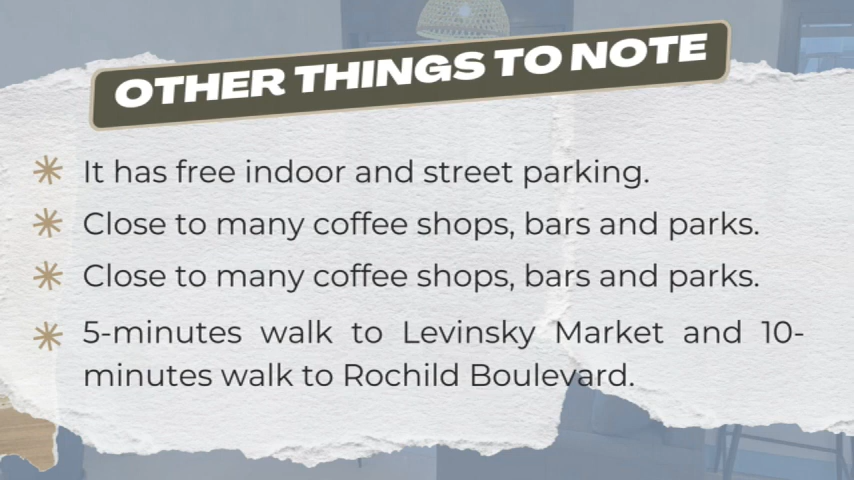 OTHER THINGS TO NOTE
It has free indoor and street parking.
Close to many coffee shops, bars and parks.
Close to many coffee shops, bars and parks.
5-minutes walk to Levinsky Market and 10-
minutes walk to Rochild Boulevard.